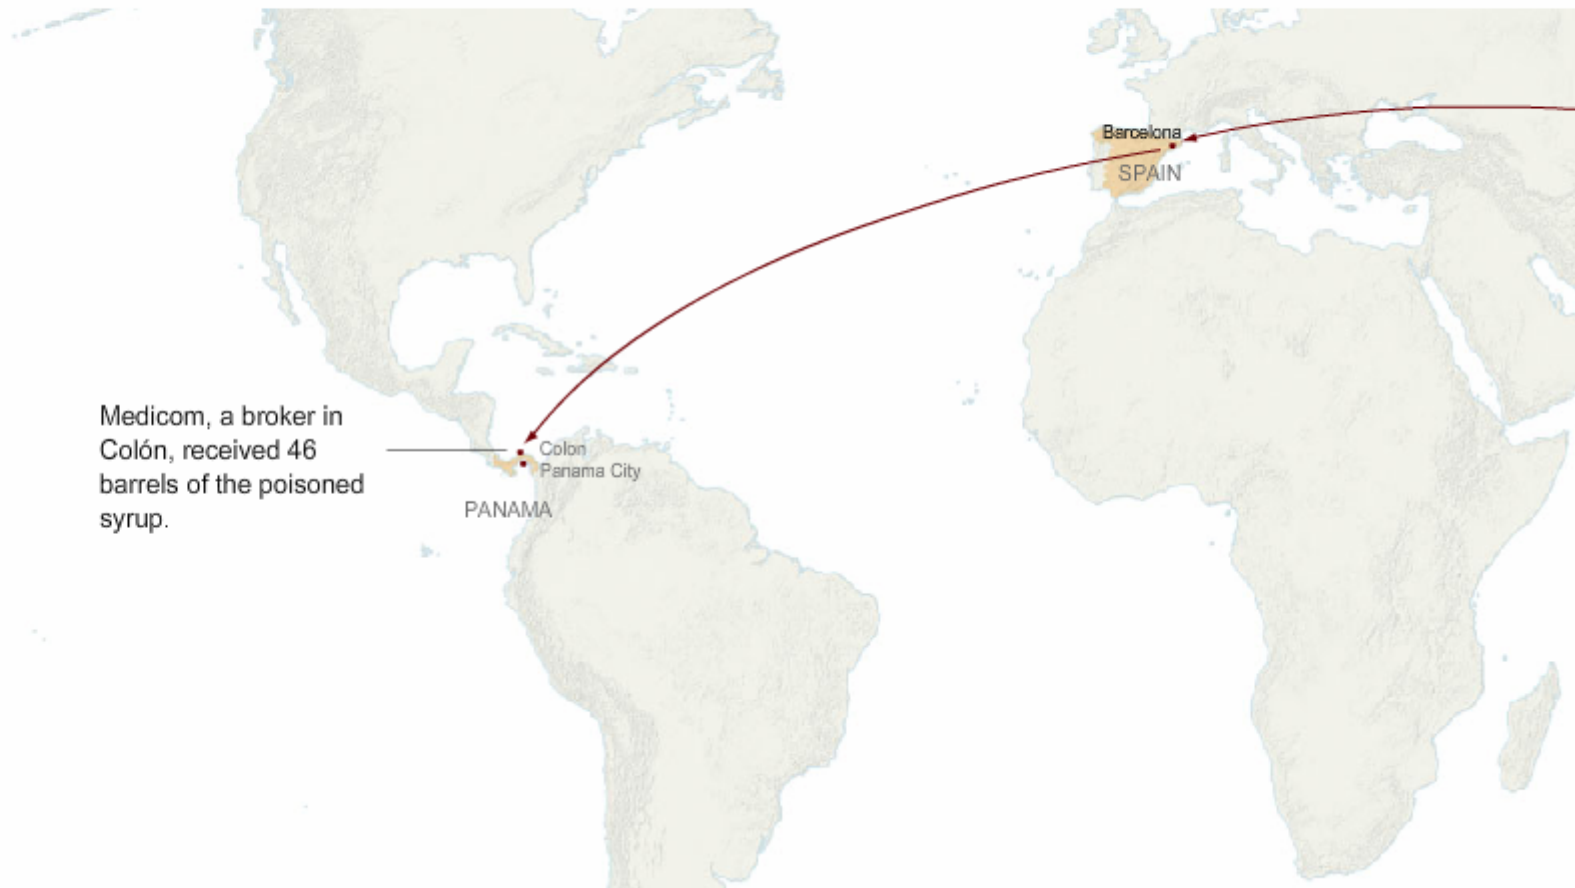 Barcelona
SPAIN
Medicom, a broker in
Colón, received 46
barrels of the poisoned
syrup.
Colon
Panama City
PANAMA